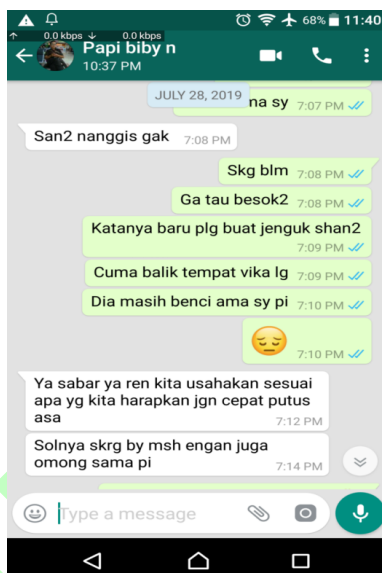 68% 11:40
0.0 kbps 0.0 kbps
Papi biby n
10:37 PM
JULY 28, 2019
na sy 7:07 PM
San2 nanggis gak 7:08 PM
Skg blm 7:08 PM
Ga tau besok2 7:08 PM
Katanya baru plg buat jenguk shan2
7:09 PM
Cuma balik tempat vika lg 7:09 PM
Dia masih benci ama sy pi 7:10 PM
7:10 PM
Ya sabar ya ren kita usahakan sesuai
apa yg kita harapkan jgn cepat putus
asa 7:12 PM
Solnya skrg by msh engan juga
omong sama pi 7:14 PM
Type a message